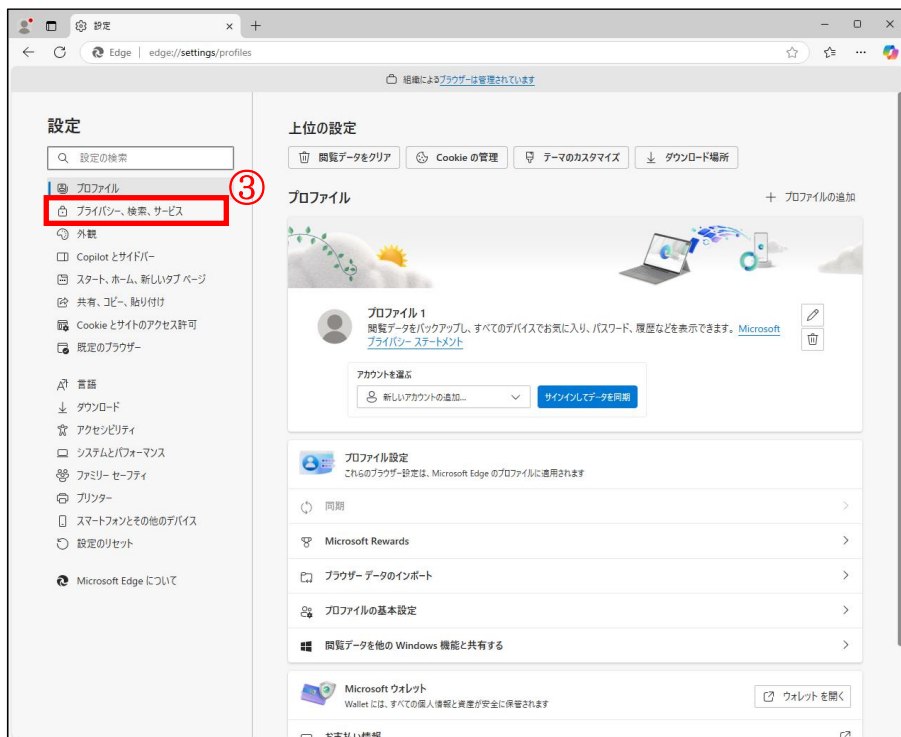 設定
Edge | edge://settings/profiles
組織によるブラウザーは管理されています
設定
設定の検索
プロファイル
③
プライバシー、検索、サービス
外観
Copilot とサイドバー
スタート、ホーム、新しいタブ ページ
共有、コピー、貼り付け
Cookie とサイトのアクセス許可
既定のブラウザー
言語
ダウンロード
アクセシビリティ
システムとパフォーマンス
ファミリー セーフティ
プリンター
スマートフォンとその他のデバイス
設定のリセット
Microsoft Edge について
上位の設定
閲覧データをクリア
Cookie の管理
テーマのカスタマイズ
ダウンロード場所
プロファイル
プロファイルの追加
プロファイル 1
閲覧データをバックアップし、すべてのデバイスでお気に入り、パスワード、履歴などを表示できます。Microsoft
プライバシー ステートメント
アカウントを選ぶ
新しいアカウントの追加...
サインインしてデータを同期
プロファイル設定
これらのブラウザー設定は、Microsoft Edge のプロファイルに適用されます
同期
Microsoft Rewards
ブラウザー データのインポート
プロファイルの基本設定
閲覧データを他の Windows 機能と共有する
Microsoft ウォレット
Wallet には、すべての個人情報と資産が安全に保管されます
ウォレット を開く
お支払い情報